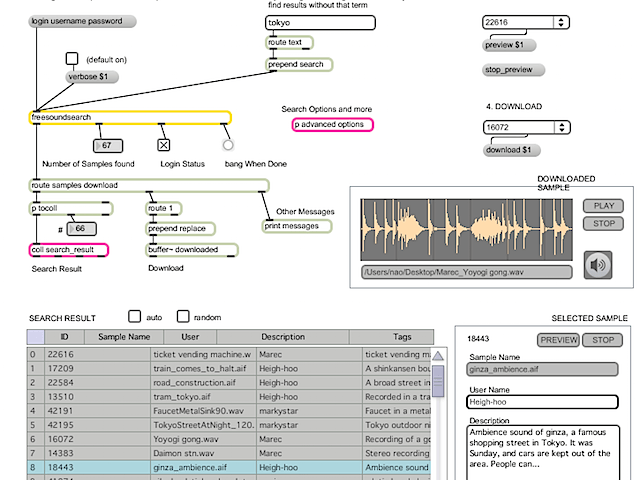 find results without that term
login username password
tokyo
22616
(default on)
route text
preview $1
verbose $1
prepend search
stop_preview
Search Options and more
4. DOWNLOAD
freesoundsearch
p advanced options
16072
67
download $1
Number of Samples found
Login Status
bang When Done
DOWNLOADED
SAMPLE
route samples download
p tocoll
route 1
Other Messages
PLAY
# 66
prepend replace
print messages
STOP
coll search_result
buffer~ downloaded
Search Result
Download
/Users/nao/Desktop/Marec_Yoyogi gong.wav
SEARCH RESULT
auto
random
SELECTED SAMPLE
ID Sample Name User Description Tags
0 22616 ticket vending machine.w Marec ticket vending ma
1 17209 train_comes_to_halt.aif Heigh-hoo A shinkansen bou
2 22584 road_construction.aif Heigh-hoo A broad street in
3 13510 tram_tokyo.aif Heigh-hoo Recorded in a tra
4 42191 FaucetMetalSink90.wav markystar Faucet in a metal
5 42195 TokyoStreetAtNight_120. markystar Tokyo outdoor ni
6 16072 Yoyogi gong.wav Marec Recording of a go
7 14383 Daimon stn.wav Marec Stereo recording
8 18443 ginza_ambience.aif Heigh-hoo Ambience sound
18443
PREVIEW
STOP
Sample Name
ginza_ambience.aif
User Name
Heigh-hoo
Description
Ambience sound of ginza, a famous
shopping street in Tokyo. It was
Sunday, and cars are kept out of the
area. People can...